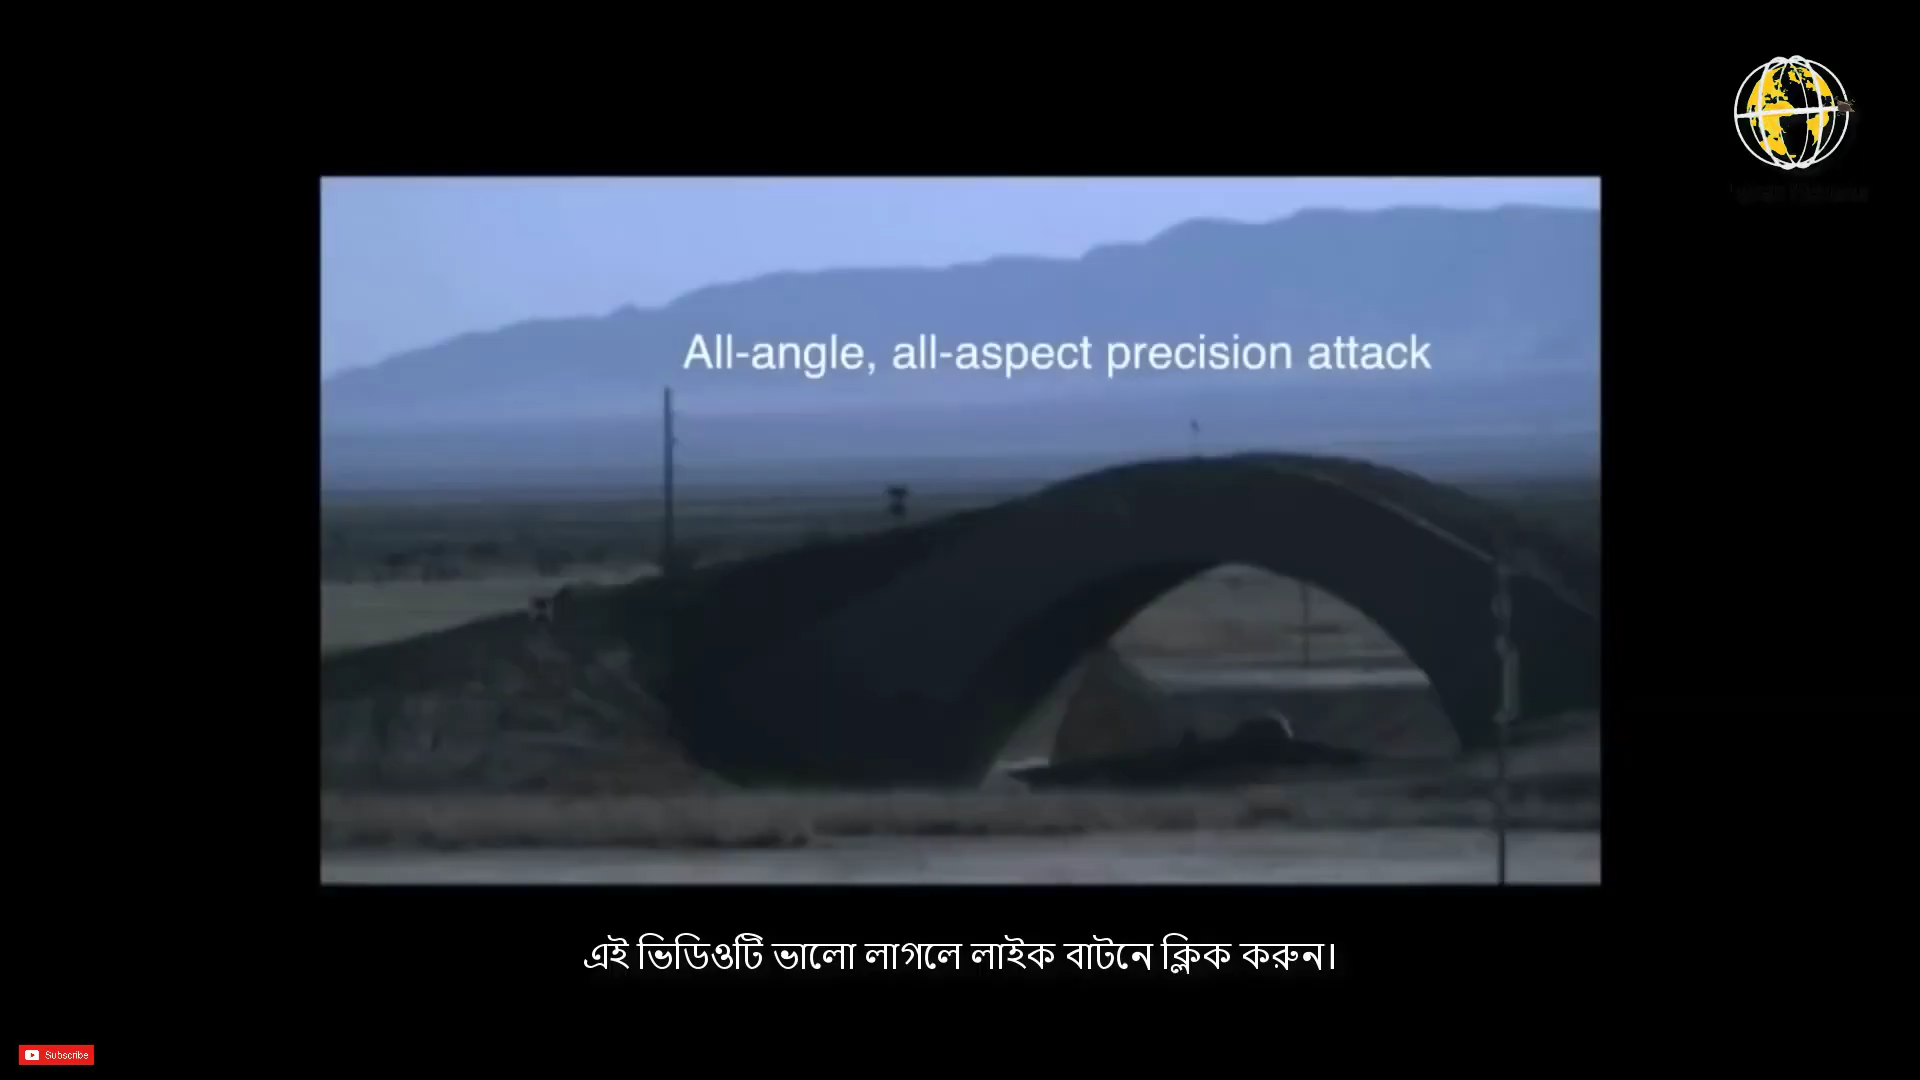 All-angle, all-aspect precision attack
এই ভিডিওটি ভালো লাগলে লাইক বাটনে ক্লিক করুন।
Subscribe